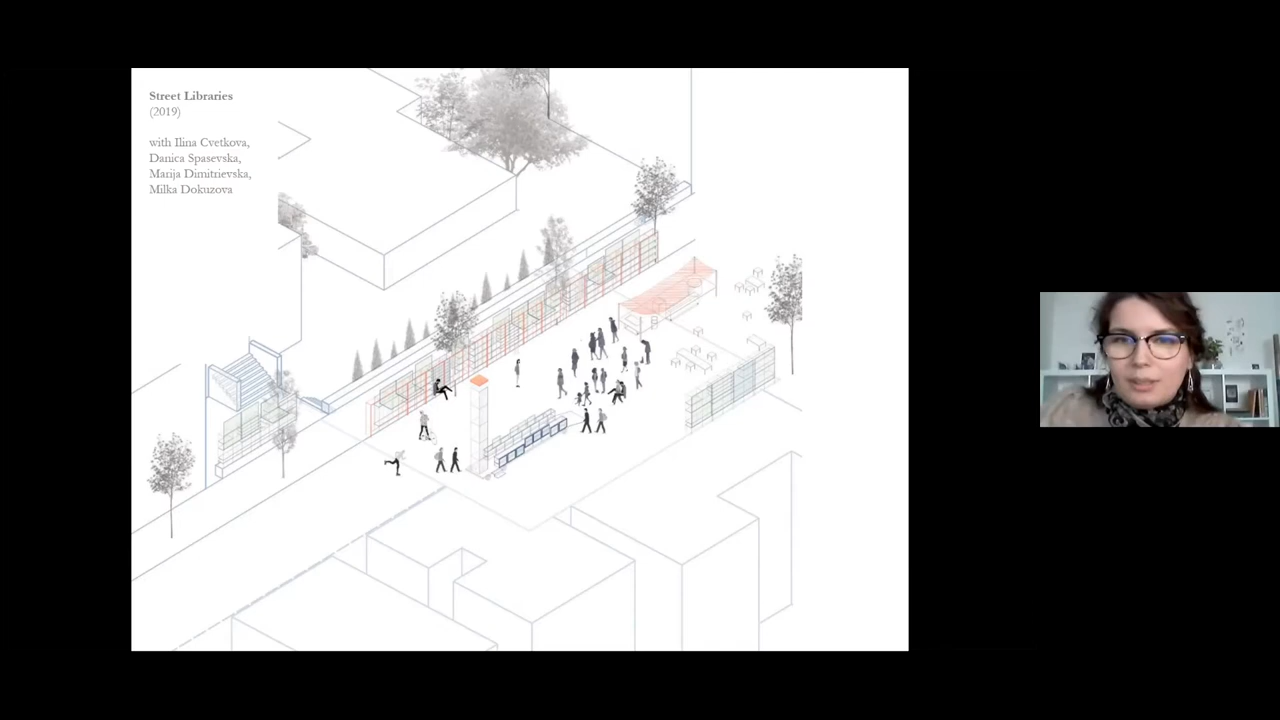 Street Libraries
(2019)
with Ilina Cvetkova,
Danica Spasevska,
Marija Dimitrievska,
Milka Dokuzova